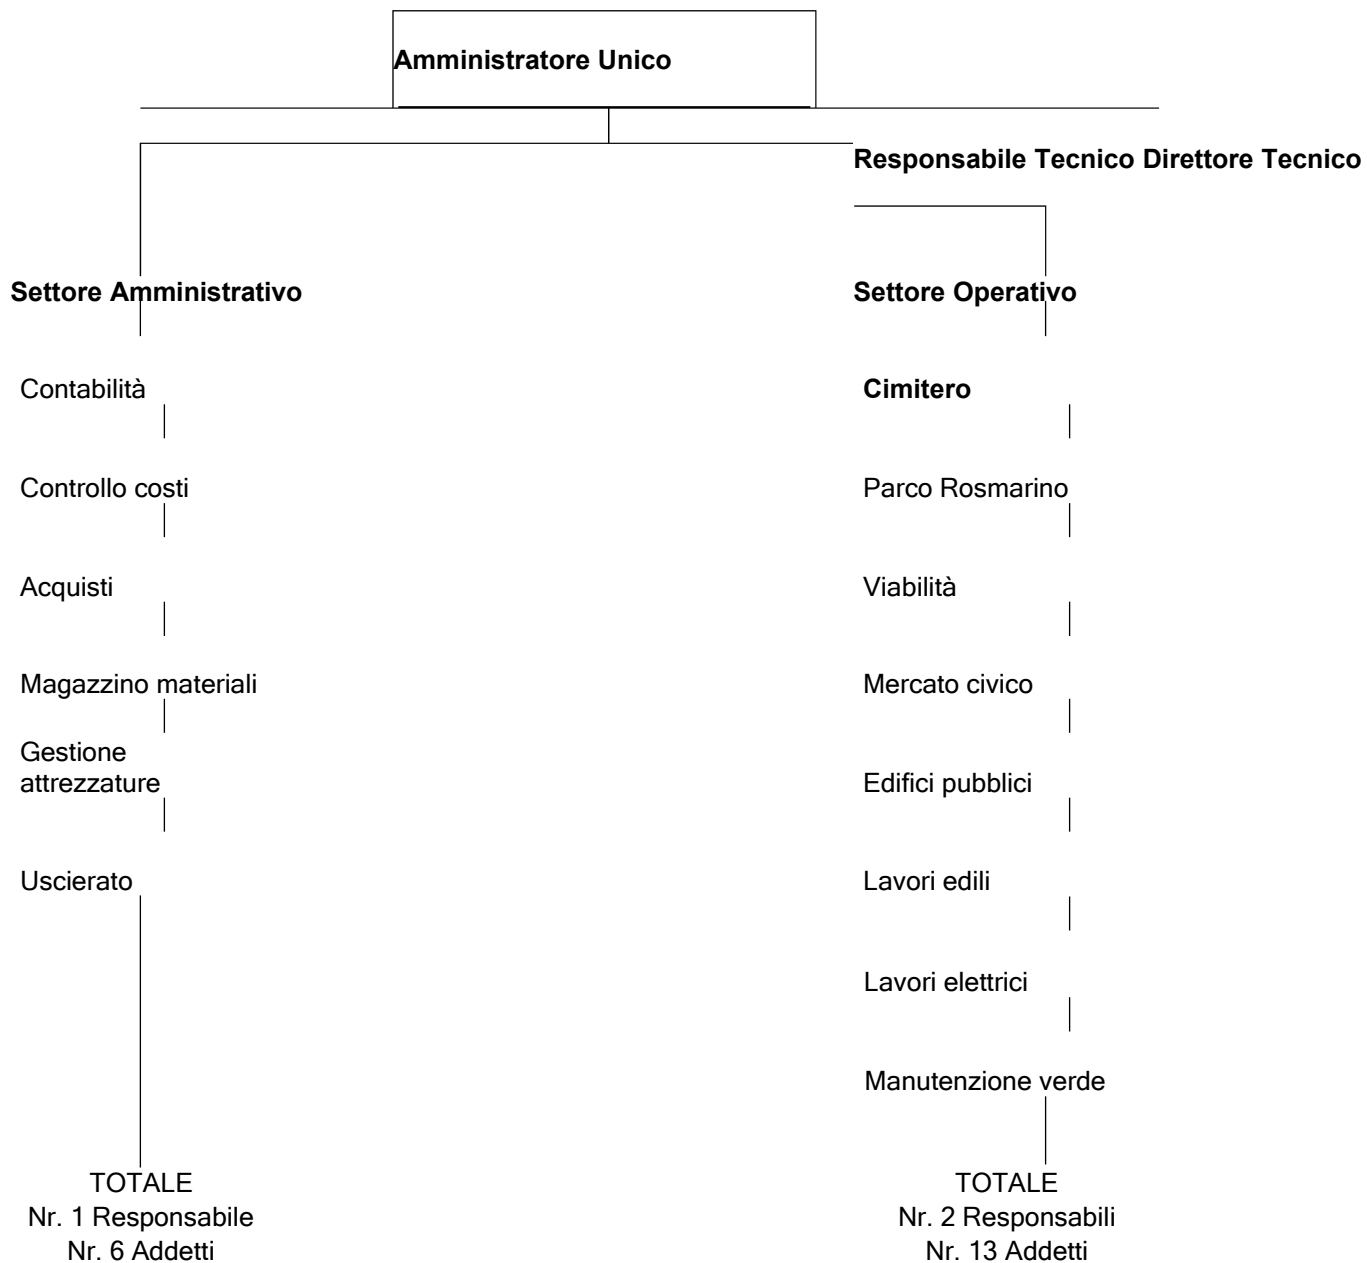 Amministratore Unico
Responsabile Tecnico Direttore Tecnico
Settore Amministrativo
Contabilità
Controllo costi
Acquisti
Magazzino materiali
Gestione
attrezzature
Uscierato
TOTALE
Nr. 1 Responsabile
Nr. 6 Addetti
Settore Operativo
Cimitero
Parco Rosmarino
Viabilità
Mercato civico
Edifici pubblici
Lavori edili
Lavori elettrici
Manutenzione verde
TOTALE
Nr. 2 Responsabili
Nr. 13 Addetti